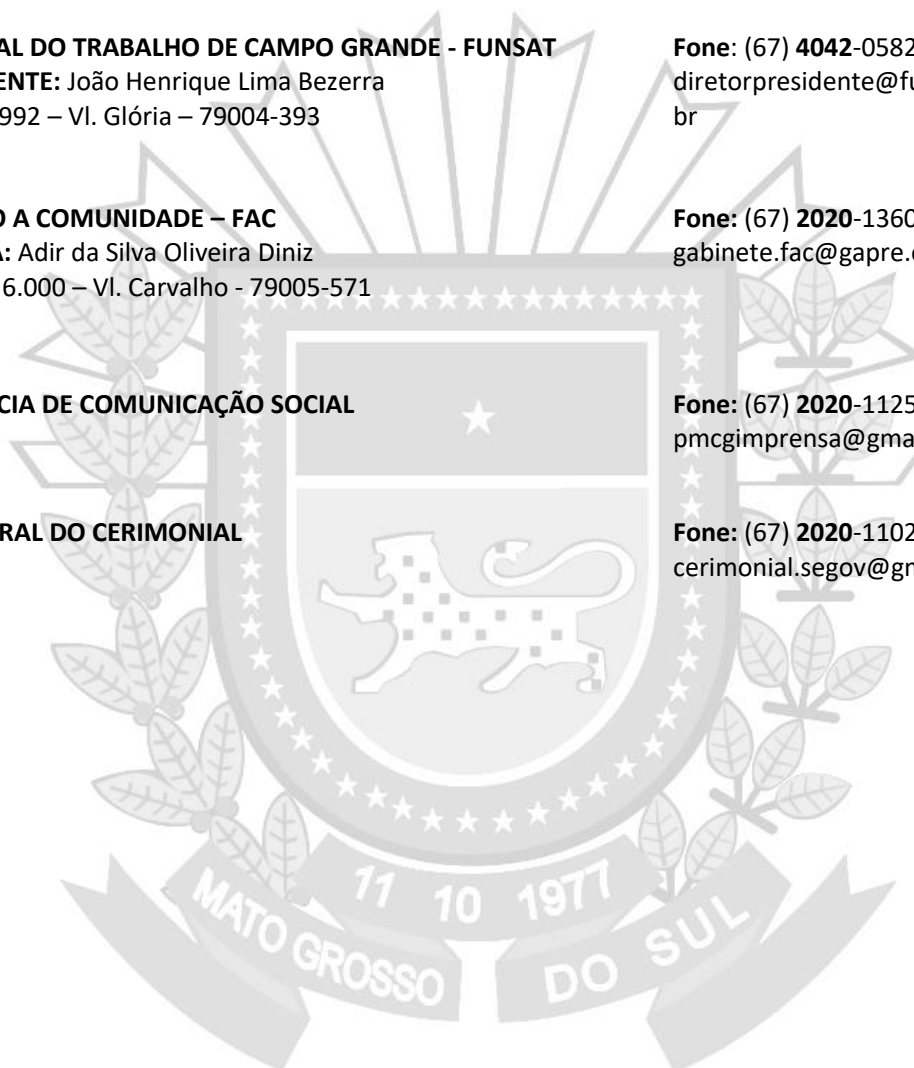 AL DO TRABALHO DE CAMPO GRANDE - FUNSAT
ENTE: João Henrique Lima Bezerra
992 – Vl. Glória – 79004-393
Fone: (67) 4042-0582
diretorpresidente@fu
br
O A COMUNIDADE – FAC
A: Adir da Silva Oliveira Diniz
6.000 – Vl. Carvalho - 79005-571
Fone: (67) 2020-1360
gabinete.fac@gapre.
CIA DE COMUNICAÇÃO SOCIAL
Fone: (67) 2020-1125
pmcgimprensa@gma
RAL DO CERIMONIAL
Fone: (67) 2020-1102
cerimonial.segov@gm
11 10 1977
MATO GROSSO DO SUL